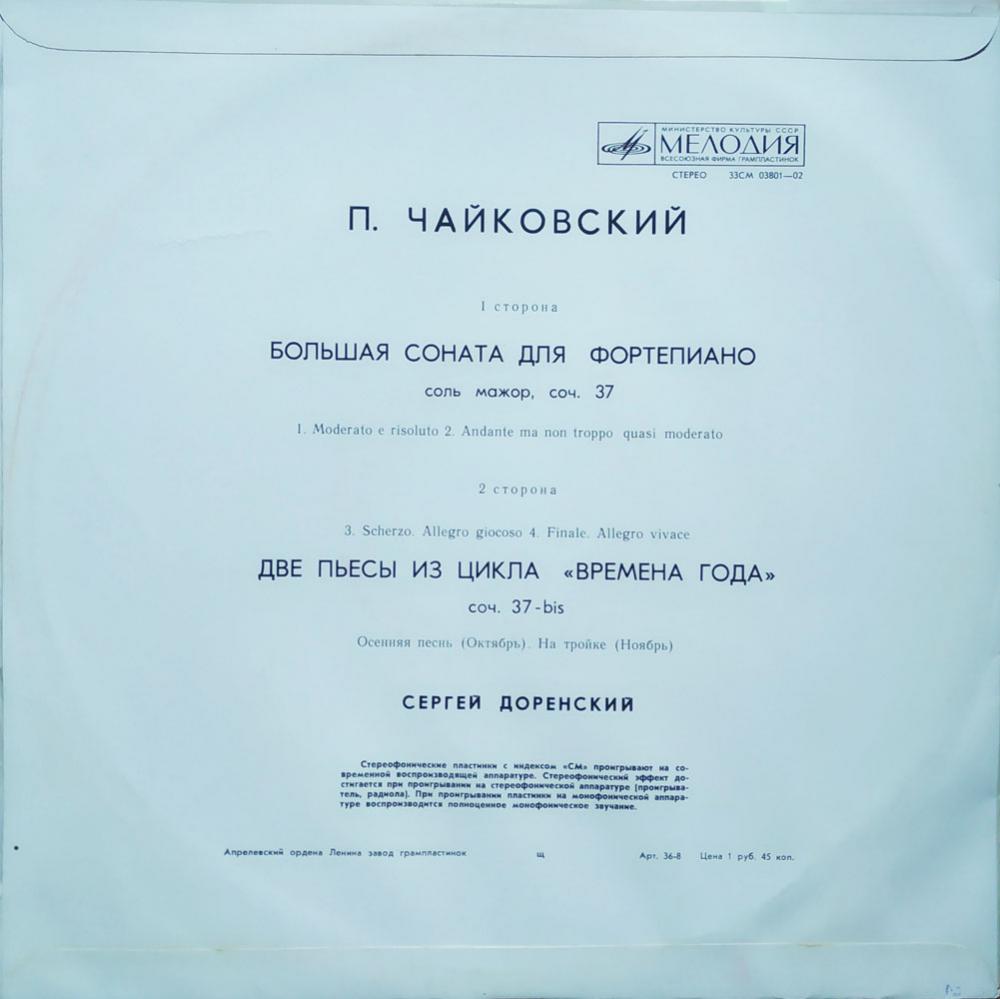 МИНИСТЕРСТВО КУЛЬТУРЫ СССР
МЕЛОДИЯ
ВСЕСОЮЗНАЯ ФИРМА ГРАМПЛАСТИНОК
СТЕРЕО 33СМ 03801—02
П. ЧАЙКОВСКИЙ
1 сторона
БОЛЬШАЯ СОНАТА ДЛЯ ФОРТЕПИАНО
соль мажор, соч. 37
1. Moderato e risoluto 2. Andante ma non troppo quasi moderato
2 сторона
3. Scherzo. Allegro giocoso 4. Finale. Allegro vivace
ДВЕ ПЬЕСЫ ИЗ ЦИКЛА «ВРЕМЕНА ГОДА»
соч. 37-bis
Осенняя песнь (Октябрь). На тройке (Ноябрь)
СЕРГЕЙ ДОРЕНСКИЙ
Стереофонические пластинки с индексом «СМ» проигрывают на со-
временной воспроизводящей аппаратуре. Стереофонический эффект до-
стигается при проигрывании на стереофонической аппаратуре (проигрыва-
тель, радиола). При проигрывании пластинки на монофонической аппара-
туре воспроизводится полноценное монофоническое звучание.
Апрелевский ордена Ленина завод грампластинок щ Арт. 36-8 Цена 1 руб. 45 коп.